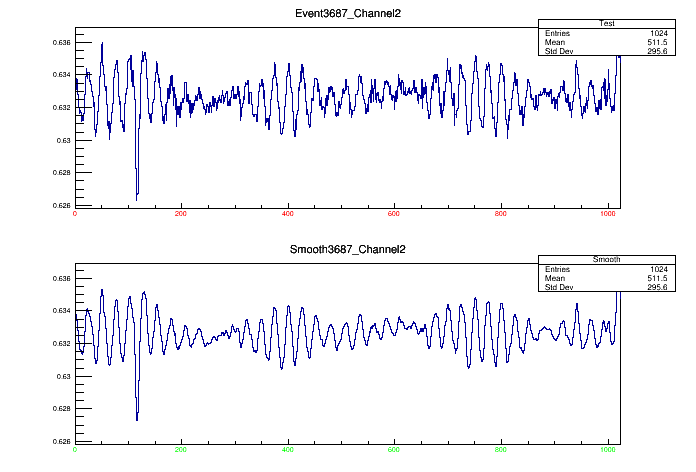 Event3687_Channel2
Test
Entries 1024
Mean 511.5
Std Dev 295.6
0.636
0.634
0.632
0.63
0.628
0.626
0 200 400 600 800 1000
Smooth3687_Channel2
Smooth
Entries 1024
Mean 511.5
Std Dev 295.6
0.636
0.634
0.632
0.63
0.628
0.626
0 200 400 600 800 1000